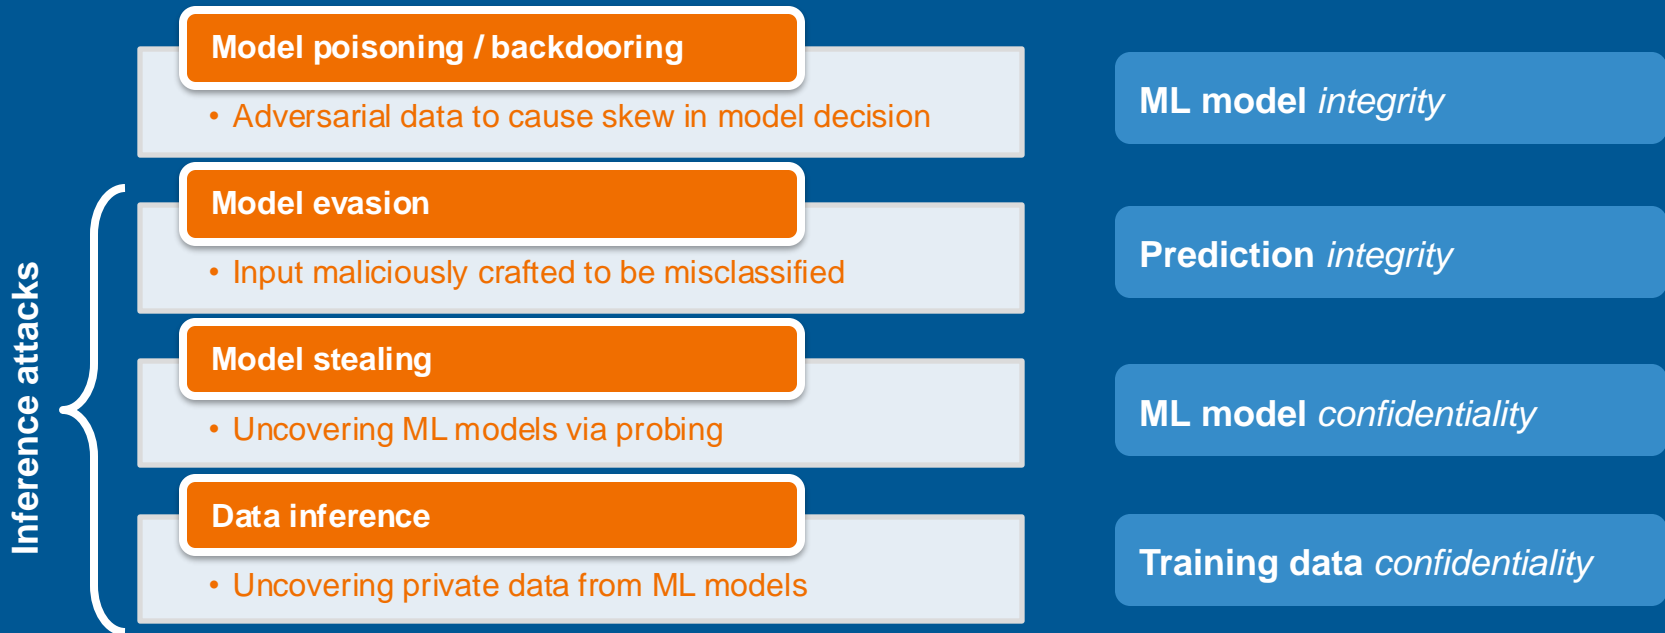 Model poisoning / backdooring
• Adversarial data to cause skew in model decision
ML model integrity
Inference attacks
Model evasion
• Input maliciously crafted to be misclassified
Prediction integrity
Model stealing
• Uncovering ML models via probing
ML model confidentiality
Data inference
• Uncovering private data from ML models
Training data confidentiality